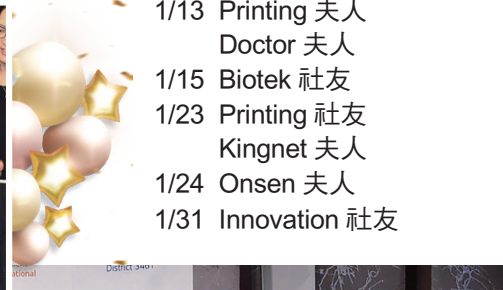 1/13 Printing 夫人
Doctor 夫人
1/15 Biotek 社友
1/23 Printing 社友
Kingnet 夫人
1/24 Onsen 夫人
1/31 Innovation 社友
District 3461